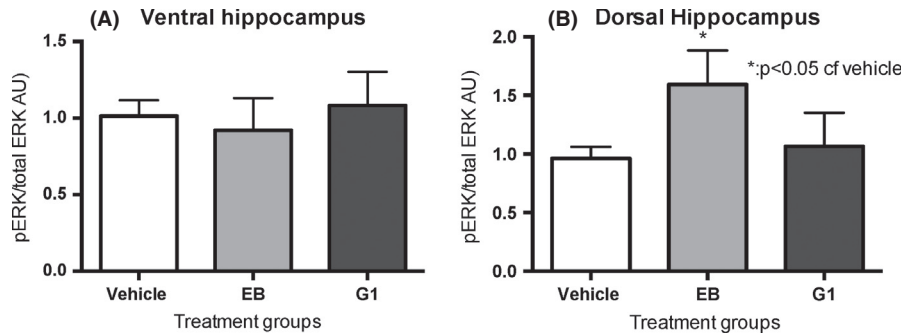 (A) Ventral hippocampus
1.5
1.0
0.5
0.0
pERK/total ERK AU)
Vehicle EB G1
Treatment groups
(B) Dorsal Hippocampus
2.0
1.5
1.0
0.5
0.0
pERK/total ERK AU)
*
*:p<0.05 cf vehicle
Vehicle EB G1
Treatment groups